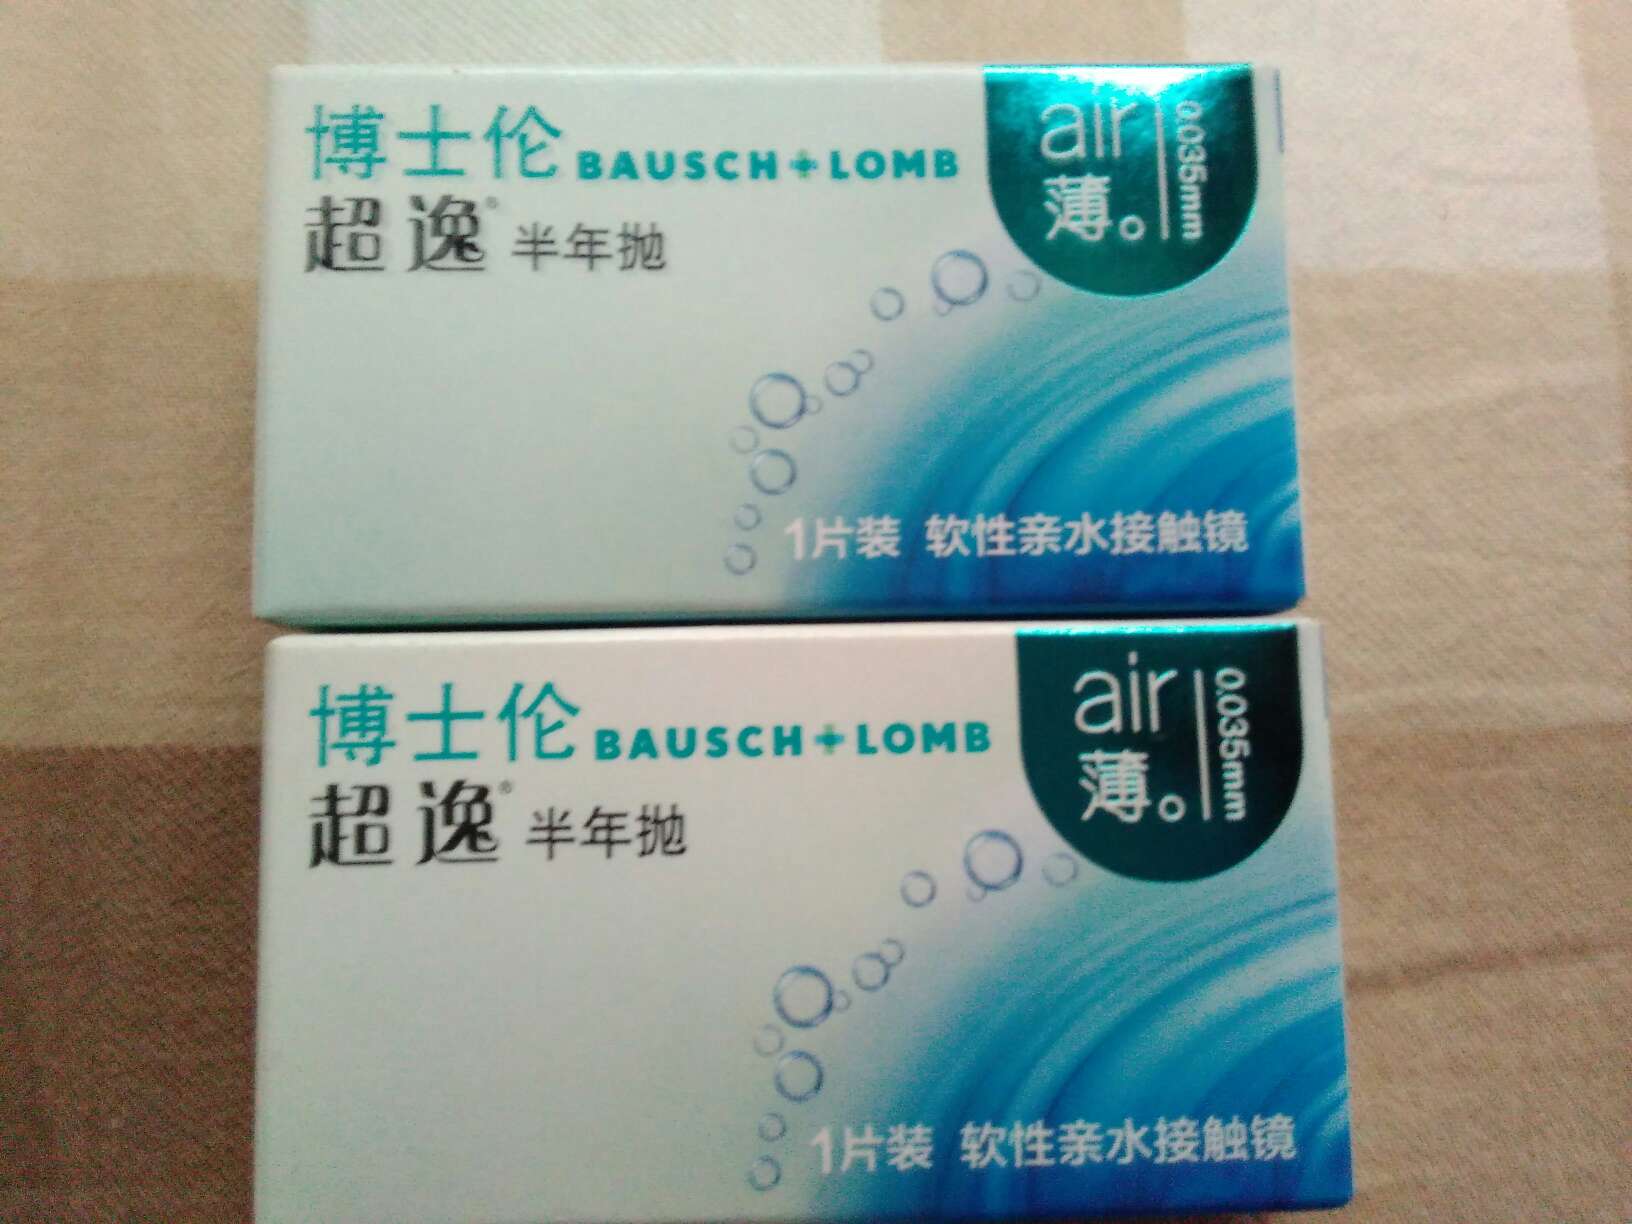 博士伦 BAUSCH + LOMB
超逸® 半年抛
air
薄。
0.035mm
1片装 软性亲水接触镜
博士伦 BAUSCH + LOMB
超逸® 半年抛
air
薄。
0.035mm
1片装 软性亲水接触镜